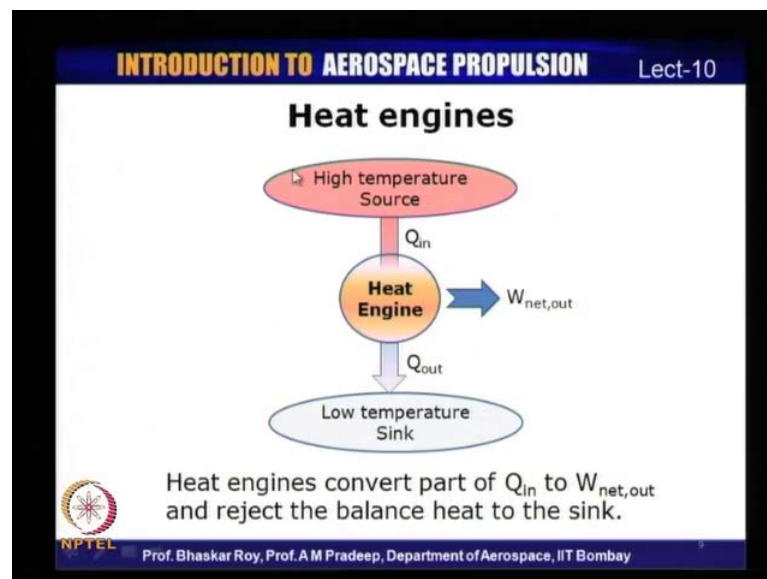 INTRODUCTION TO AEROSPACE PROPULSION Lect-10
Heat engines
High temperature
Source
Qin
Heat
Engine
Wnet,out
Qout
Low temperature
Sink
Heat engines convert part of Qin to Wnet,out
and reject the balance heat to the sink.
NPTEL
9
Prof. Bhaskar Roy, Prof. A M Pradeep, Department of Aerospace, IIT Bombay